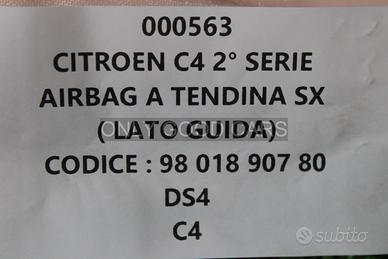 000563
CITROEN C4 2° SERIE
AIRBAG A TENDINA SX
( LATO GUIDA)
CODICE : 98 018 907 80
DS4
C4
subito